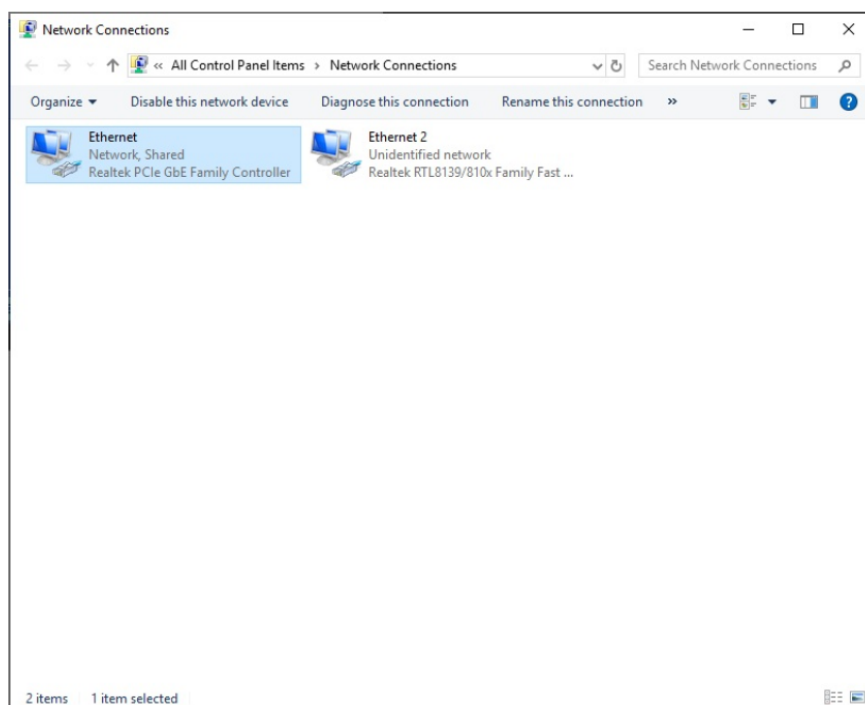 Network Connections
« All Control Panel Items > Network Connections
Search Network Connections
Organize Disable this network device Diagnose this connection Rename this connection »
Ethernet
Network, Shared
Realtek PCIe GbE Family Controller
Ethernet 2
Unidentified network
Realtek RTL8139/810x Family Fast ...
2 items 1 item selected